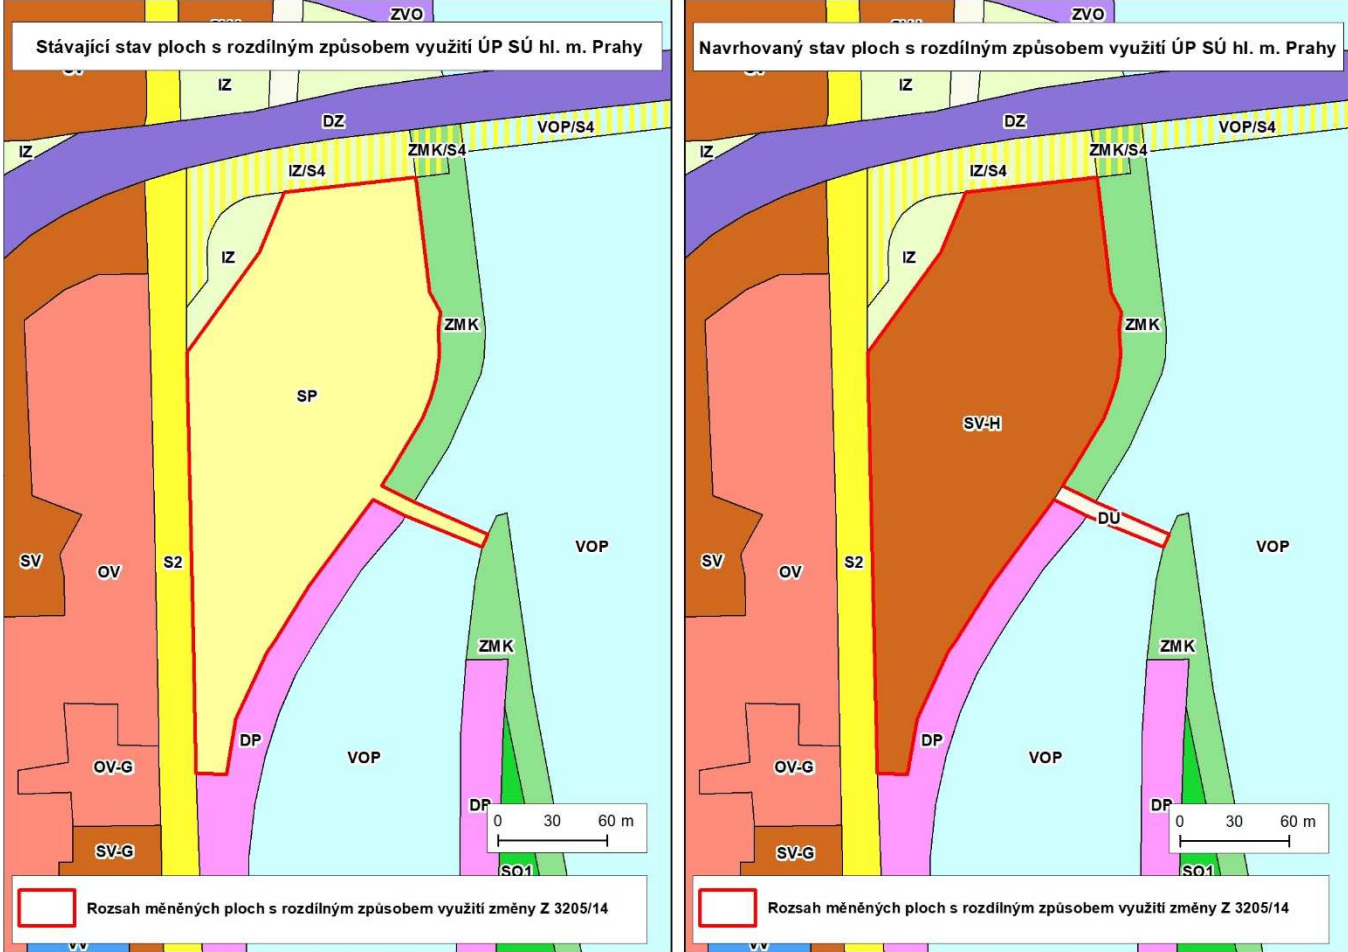 ZVO
Stávající stav ploch s rozdílným způsobem využití ÚP SÚ hl. m. Prahy
IZ
DZ
VOP/S4
IZ
ZMK/S4
IZ/S4
IZ
ZMK
SP
VOP
SV
OV
S2
ZMK
DP
VOP
OV-G
DP
0 30 60 m
SV-G
SO1
Rozsah měněných ploch s rozdílným způsobem využití změny Z 3205/14
ZVO
Navrhovaný stav ploch s rozdílným způsobem využití ÚP SÚ hl. m. Prahy
IZ
DZ
VOP/S4
IZ
ZMK/S4
IZ/S4
IZ
ZMK
SV-H
DU
VOP
SV
OV
S2
ZMK
DP
VOP
OV-G
DP
0 30 60 m
SV-G
SO1
Rozsah měněných ploch s rozdílným způsobem využití změny Z 3205/14